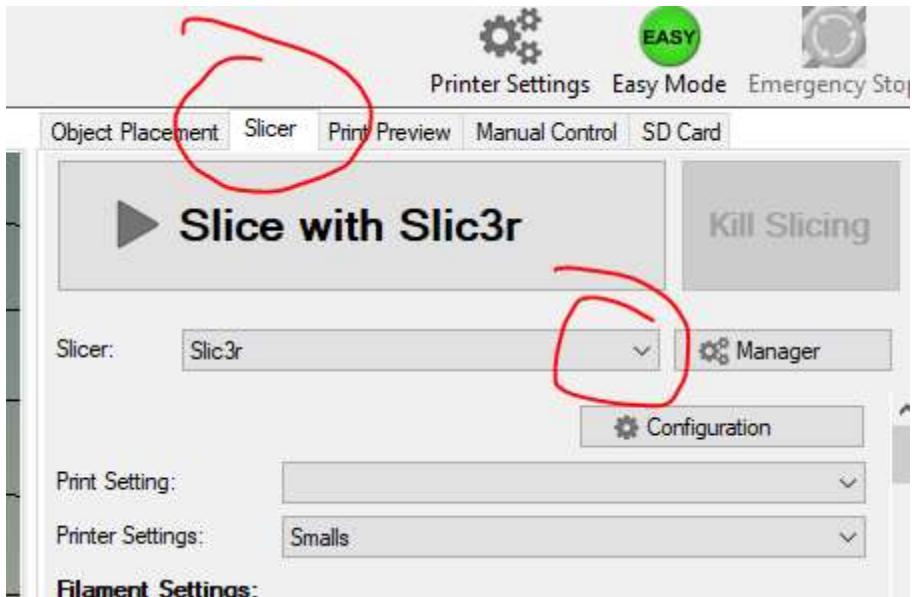 Printer Settings Easy Mode Emergency Stop
EASY
Object Placement Slicer Print Preview Manual Control SD Card
Slice with Slic3r Kill Slicing
Slicer: Slic3r Manager
Configuration
Print Setting:
Printer Settings: Smalls
Filament Settings: